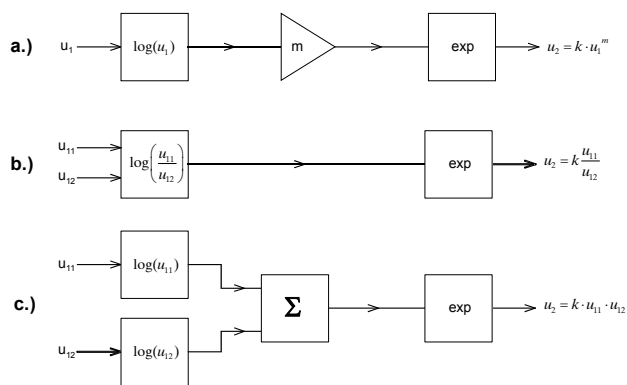 a.) u₁ log(u₁) m exp u₂ = k · u₁ᵐ
b.) u₁₁ u₁₂ log(u₁₁/u₁₂) exp u₂ = k u₁₁/u₁₂
c.) u₁₁ log(u₁₁) Σ exp u₂ = k · u₁₁ · u₁₂
u₁₂ log(u₁₂)